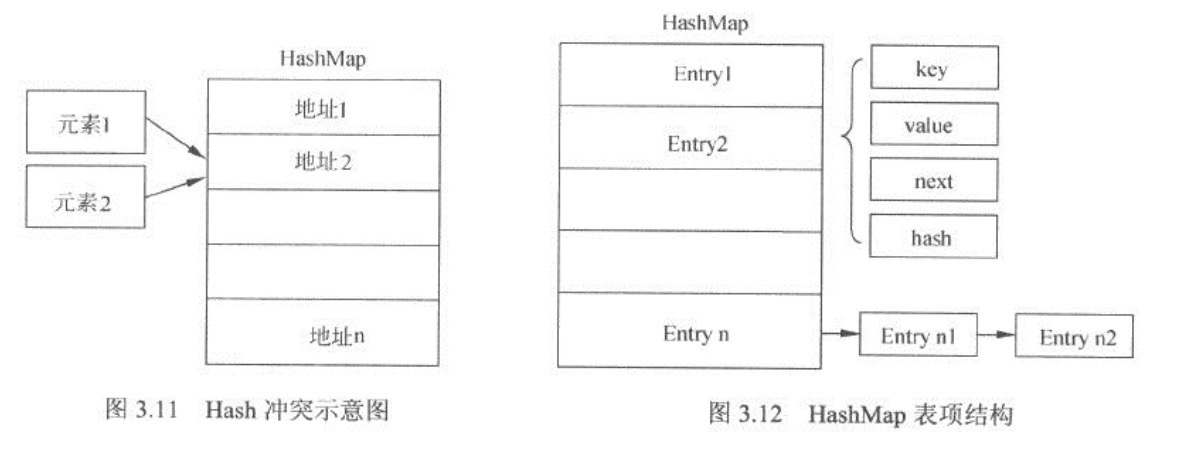 HashMap
元素1
元素2
地址1
地址2
地址n
图 3.11 Hash 冲突示意图
HashMap
Entry1
Entry2
Entry n
key
value
next
hash
Entry n1
Entry n2
图 3.12 HashMap 表项结构